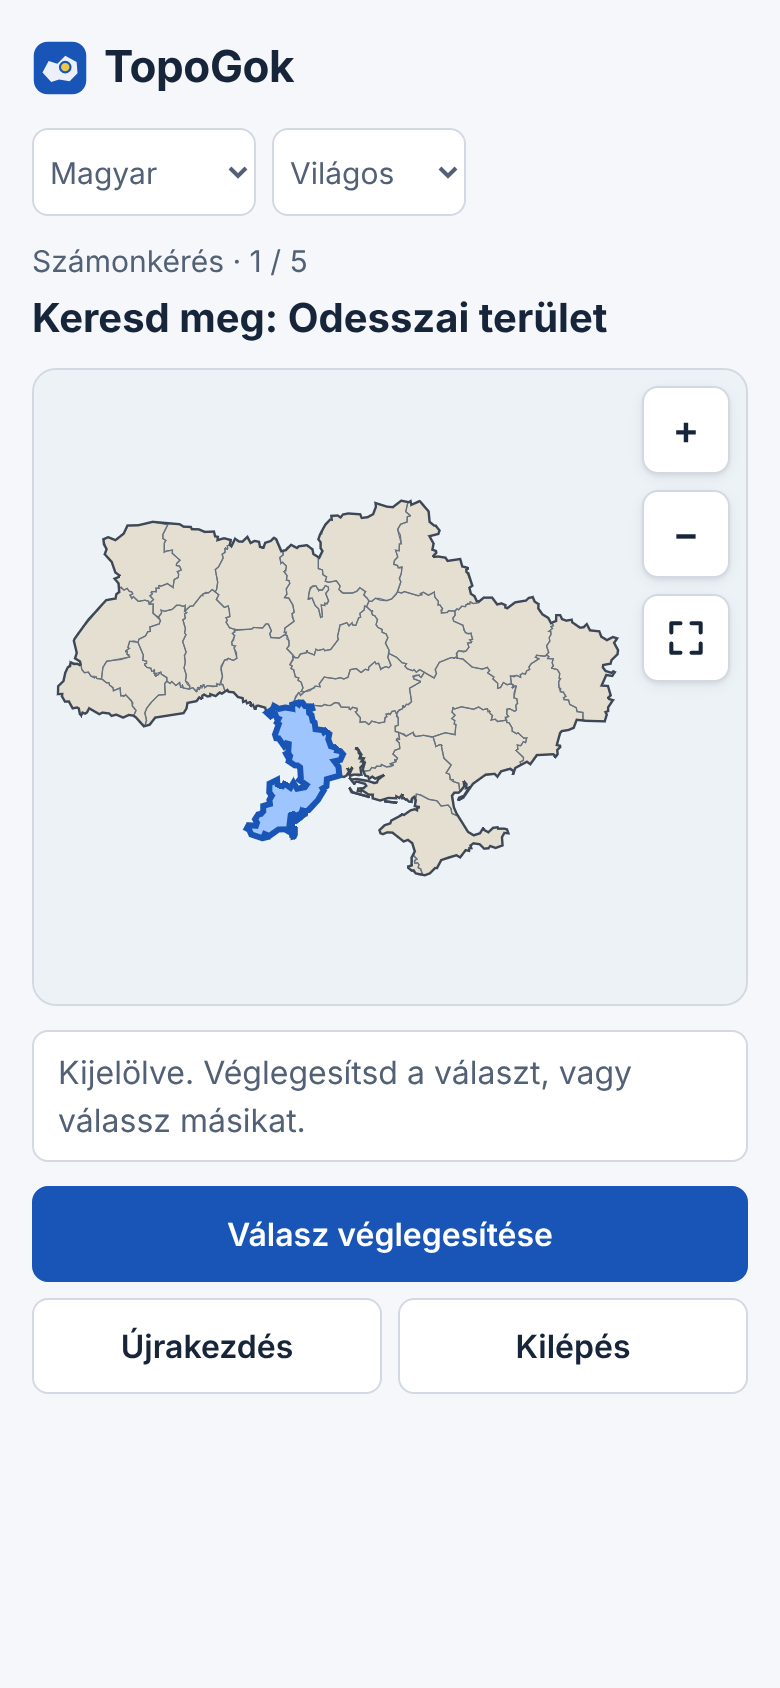 TopoGok
Magyar
Világos
Számonkérés · 1 / 5
Keresd meg: Odesszai terület
+
−
Kijelölve. Véglegesítsd a választ, vagy
válassz másikat.
Válasz véglegesítése
Újrakezdés
Kilépés